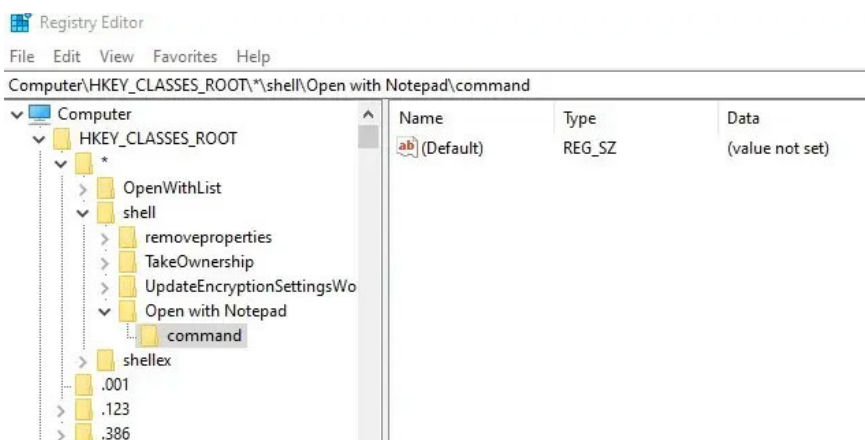 Registry Editor
File Edit View Favorites Help
Computer\HKEY_CLASSES_ROOT\*\shell\Open with Notepad\command
Computer
HKEY_CLASSES_ROOT
*
OpenWithList
shell
removeproperties
TakeOwnership
UpdateEncryptionSettingsWo
Open with Notepad
command
shellex
.001
.123
.386
Name Type Data
ab (Default) REG_SZ (value not set)